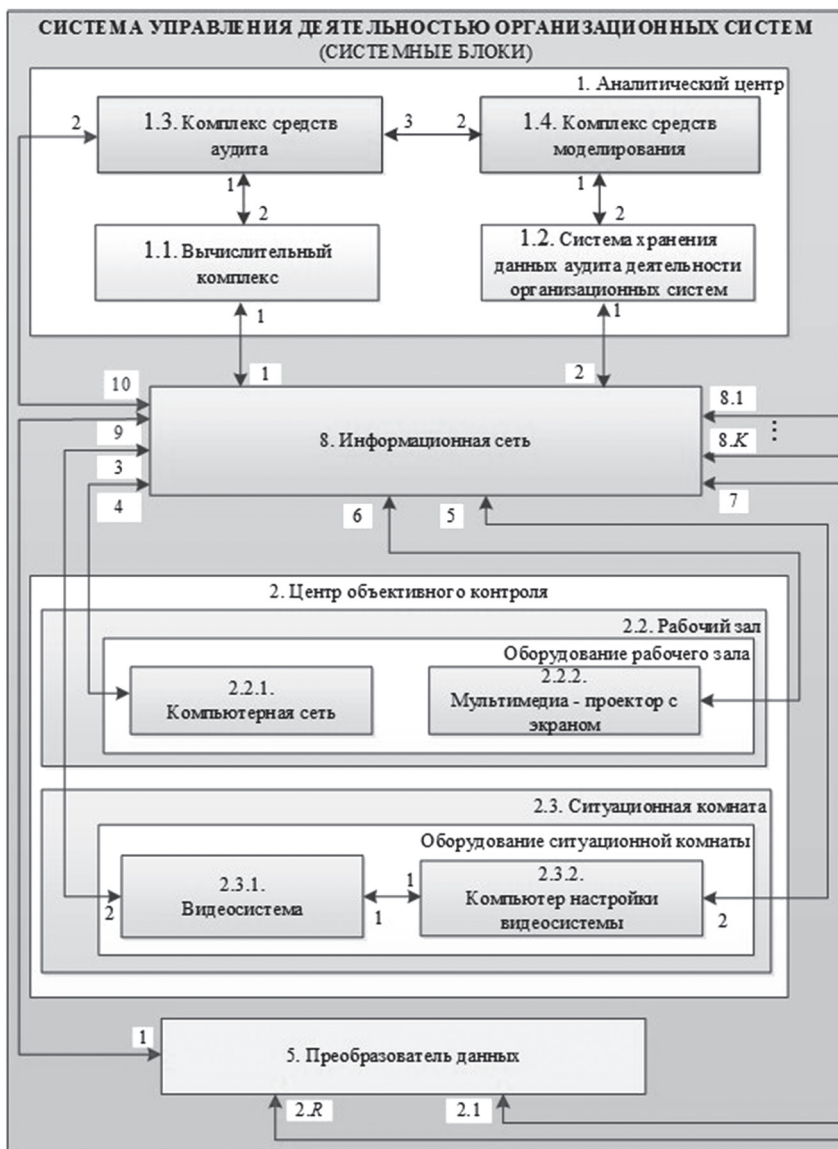 СИСТЕМА УПРАВЛЕНИЯ ДЕЯТЕЛЬНОСТЬЮ ОРГАНИЗАЦИОННЫХ СИСТЕМ
(СИСТЕМНЫЕ БЛОКИ)
1. Аналитический центр
2
1.3. Комплекс средств
аудита
3
2
1.4. Комплекс средств
моделирования
1
2
1
2
1.1. Вычислительный
комплекс
1.2. Система хранения
данных аудита деятельности
организационных систем
1
1
1
2
10
9
3
4
8. Информационная сеть
8.1
⋮
8.K
7
6
5
2. Центр объективного контроля
2.2. Рабочий зал
Оборудование рабочего зала
2.2.1.
Компьютерная сеть
2.2.2.
Мультимедиа - проектор с
экраном
2.3. Ситуационная комната
Оборудование ситуационной комнаты
2.3.1.
Видеосистема
2
1
1
2.3.2.
Компьютер настройки
видеосистемы
2
1
5. Преобразователь данных
2.R
2.1